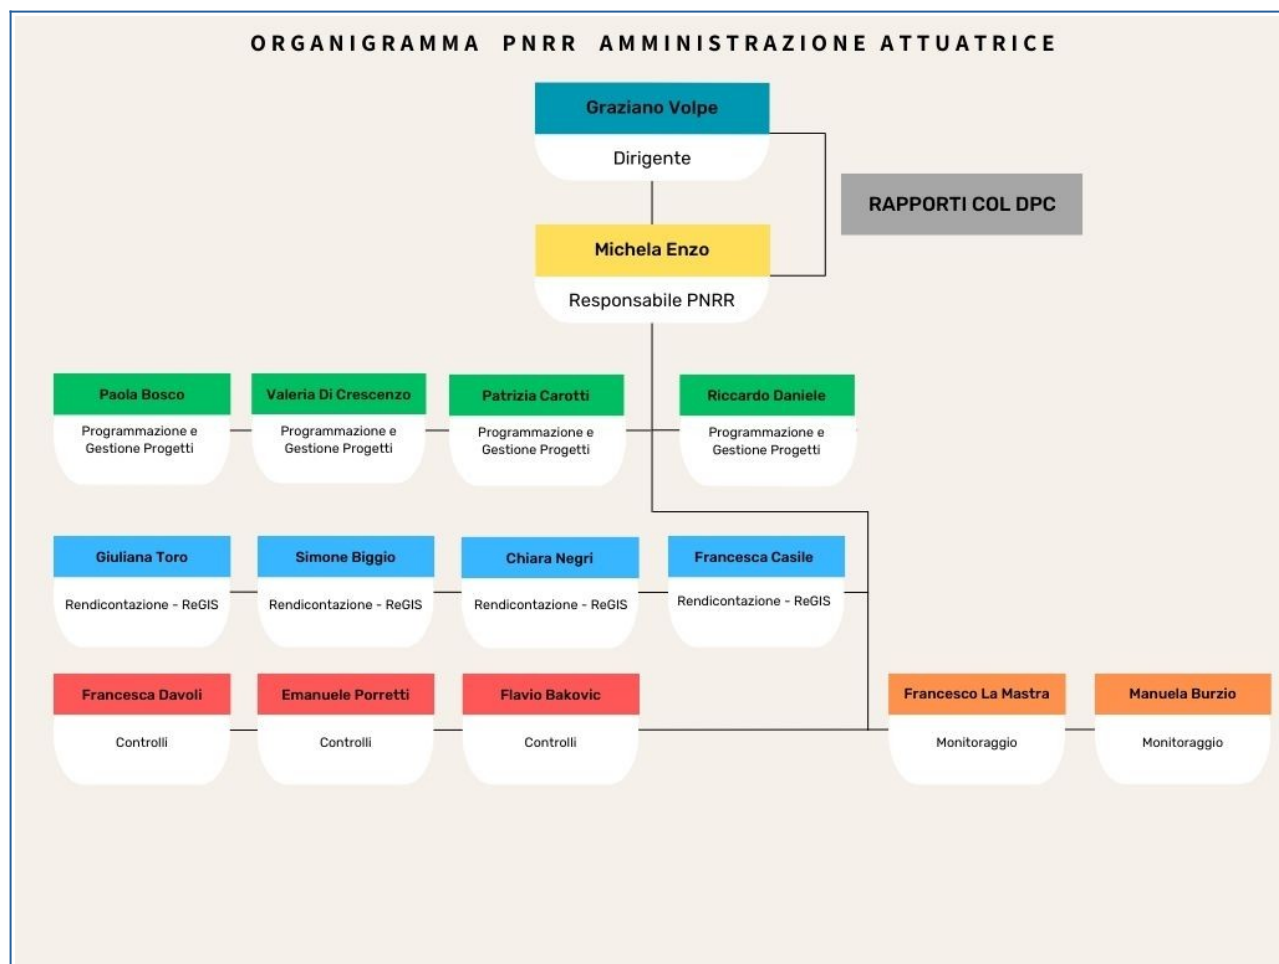 ORGANIGRAMMA PNRR AMMINISTRAZIONE ATTUATRICE
Graziano Volpe
Dirigente
RAPPORTI COL DPC
Michela Enzo
Responsabile PNRR
Paola Bosco
Programmazione e
Gestione Progetti
Valeria Di Crescenzo
Programmazione e
Gestione Progetti
Patrizia Carotti
Programmazione e
Gestione Progetti
Riccardo Daniele
Programmazione e
Gestione Progetti
Giuliana Toro
Rendicontazione - ReGIS
Simone Biggio
Rendicontazione - ReGIS
Chiara Negri
Rendicontazione - ReGIS
Francesca Casile
Rendicontazione - ReGIS
Francesca Davoli
Controlli
Emanuele Porretti
Controlli
Flavio Bakovic
Controlli
Francesco La Mastra
Monitoraggio
Manuela Burzio
Monitoraggio